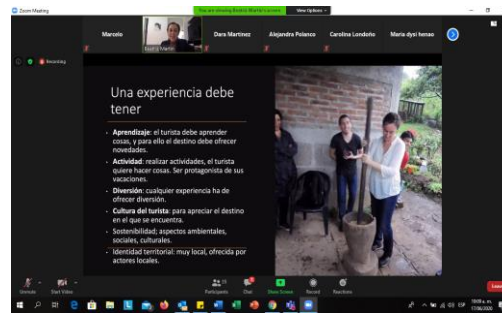 Zoom Meeting
You are viewing Beatriz Martin's screen
View Options
Marcelo
Dara Martinez
Alejandra Polanco
Carolina Londoño
Maria dysi henao
Recording
Una experiencia debe
tener
• Aprendizaje: el turista debe aprender
cosas, y para ello el destino debe ofrecer
novedades.
• Actividad: realizar actividades, el turista
quiere hacer cosas. Ser protagonista de sus
vacaciones.
• Diversión: cualquier experiencia ha de
ofrecer diversión.
• Cultura del turista: para apreciar el destino
en el que se encuentra.
• Sostenibilidad; aspectos ambientales,
sociales, culturales.
• Identidad territorial: muy local, ofrecida por
actores locales.
Unmute
Start Video
Participants
Chat
Share Screen
Record
Reactions
ESP
17/06/2020